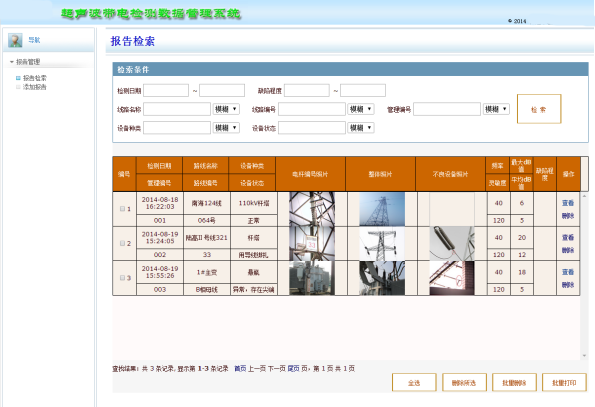 超声波带电检测数据管理系统
© 2014
导航
报告管理
报告检索
添加报告
报告检索
检索条件
检测日期 ~ 缺陷程度 ~
线路名称 模糊 线路编号 模糊 管理编号 模糊
检 索
设备种类 模糊 设备状态 模糊
编号 检测日期 路线名称 设备种类 电杆编号照片 整体照片 不良设备照片 频率 最大dB值 缺陷程度 操作
管理编号 路线编号 设备状态 灵敏度 平均dB值
1 2014-08-18 16:22:03 南海124线 110kV杆塔 40 6 查看
001 064号 正常 120 5 删除
2 2014-08-19 15:24:05 陆高II号线321 杆塔 40 20 查看
002 33 用导线绑扎 120 12 删除
3 2014-08-19 15:55:26 1#主变 悬瓶 40 18 查看
003 B相母线 异常，存在尖端 120 5 删除
查找结果：共 3 条记录, 显示第 1-3 条记录 首页 上一页 下一页 尾页 页，第 1 页 共 1 页
全选 删除所选 批量删除 批量打印